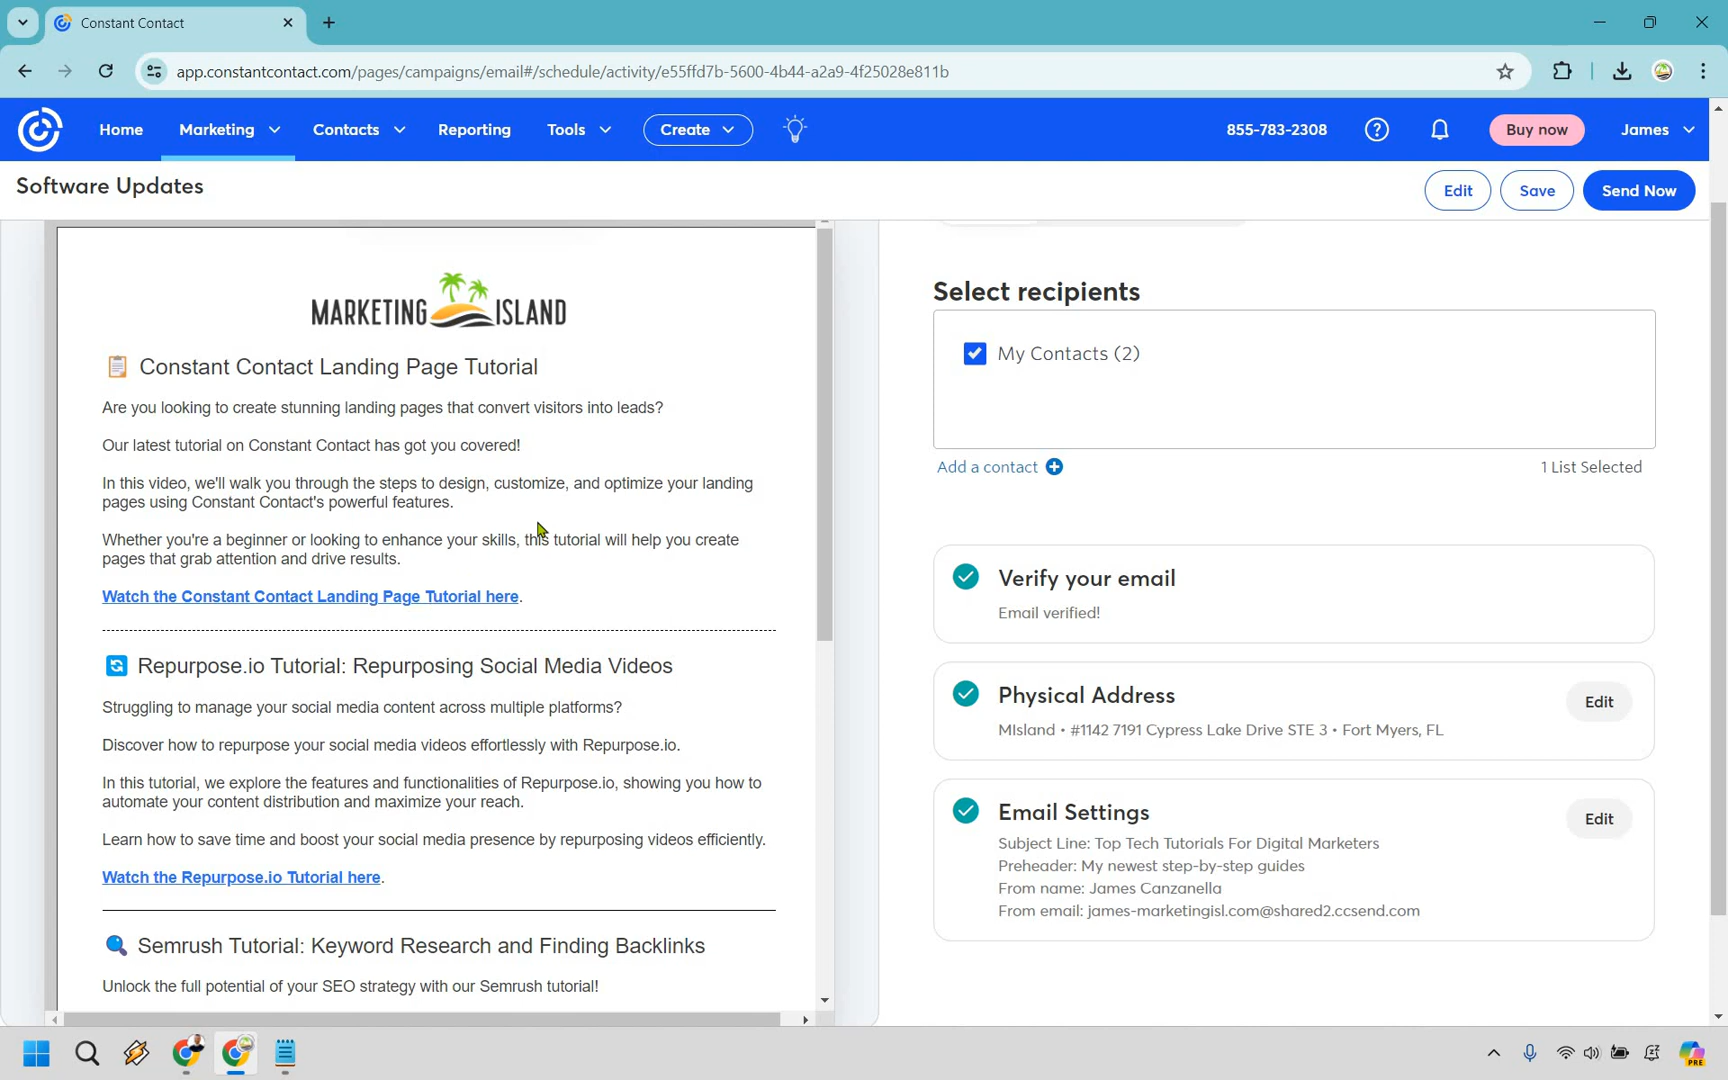 Constant Contact
app.constantcontact.com/pages/campaigns/email#/schedule/activity/e55ffd7b-5600-4b44-a2a9-4f25028e811b
Home Marketing Contacts Reporting Tools Create 855-783-2308 Buy now James
Software Updates
Edit Save Send Now
MARKETING ISLAND
Constant Contact Landing Page Tutorial
Are you looking to create stunning landing pages that convert visitors into leads?
Our latest tutorial on Constant Contact has got you covered!
In this video, we'll walk you through the steps to design, customize, and optimize your landing
pages using Constant Contact's powerful features.
Whether you're a beginner or looking to enhance your skills, this tutorial will help you create
pages that grab attention and drive results.
Watch the Constant Contact Landing Page Tutorial here.
Repurpose.io Tutorial: Repurposing Social Media Videos
Struggling to manage your social media content across multiple platforms?
Discover how to repurpose your social media videos effortlessly with Repurpose.io.
In this tutorial, we explore the features and functionalities of Repurpose.io, showing you how to
automate your content distribution and maximize your reach.
Learn how to save time and boost your social media presence by repurposing videos efficiently.
Watch the Repurpose.io Tutorial here.
Semrush Tutorial: Keyword Research and Finding Backlinks
Unlock the full potential of your SEO strategy with our Semrush tutorial!
Select recipients
My Contacts (2)
Add a contact
1 List Selected
Verify your email
Email verified!
Physical Address
MIsland • #1142 7191 Cypress Lake Drive STE 3 • Fort Myers, FL
Edit
Email Settings
Subject Line: Top Tech Tutorials For Digital Marketers
Preheader: My newest step-by-step guides
From name: James Canzanella
From email: james-marketingisl.com@shared2.ccsend.com
Edit
PRE